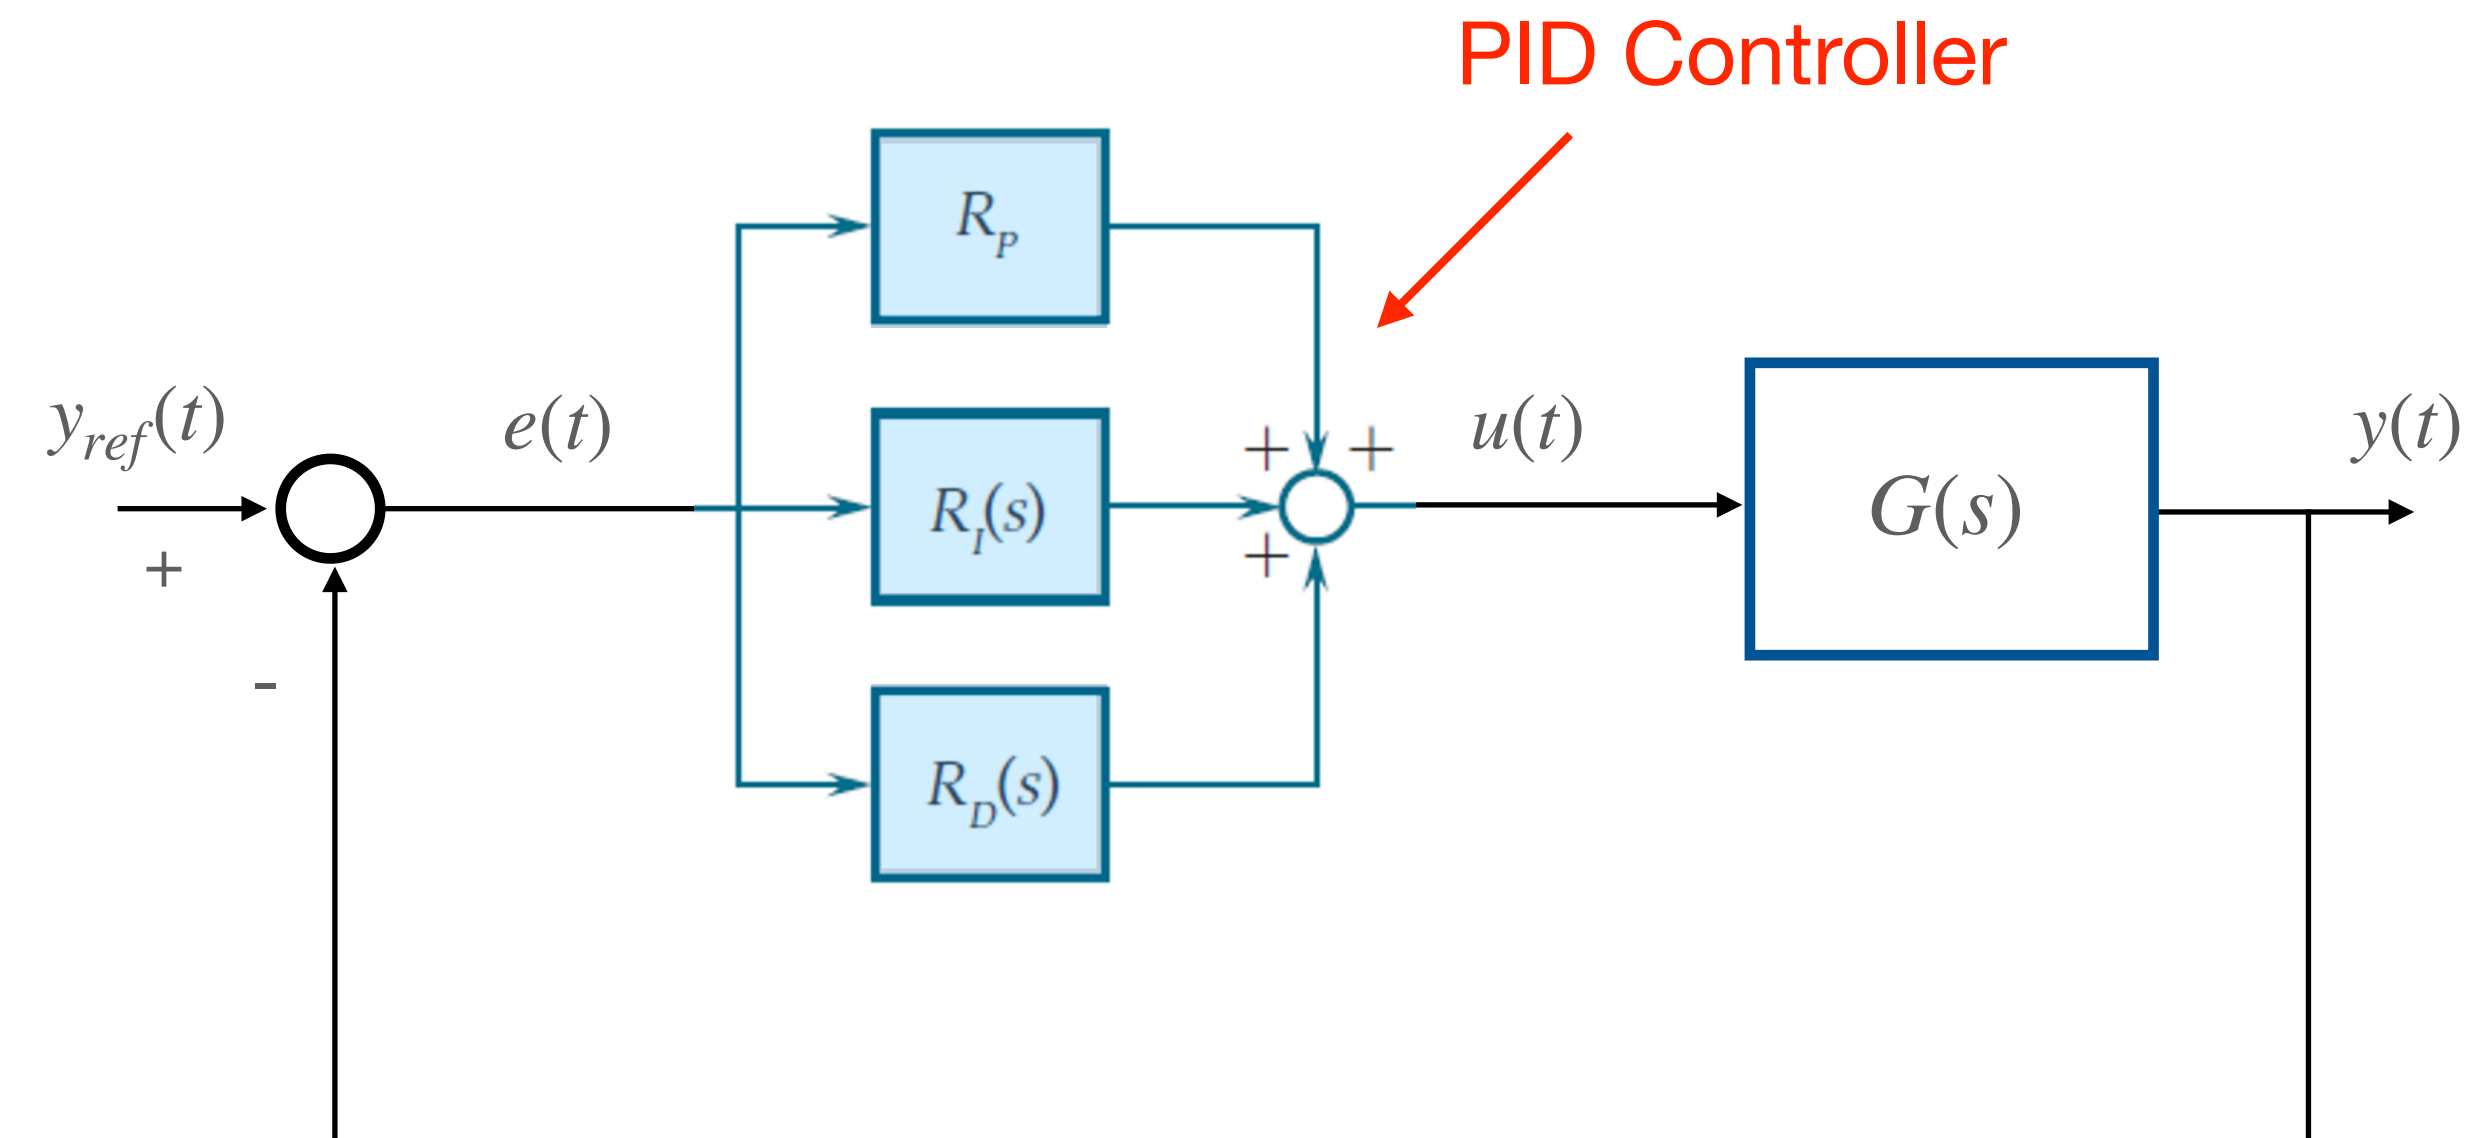 PID Controller
R_P
y_ref(t)
e(t)
+ +
u(t)
y(t)
R_I(s)
G(s)
+
+
-
R_D(s)